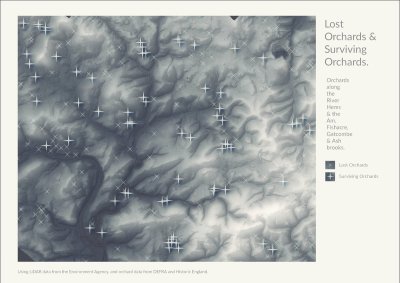 Lost
Orchards &
Surviving
Orchards.
Orchards
along
the
River
Hems
& the
Am,
Fishacre,
Gatcombe
& Ash
brooks.
Lost Orchards
Surviving Orchards
Using LIDAR data from the Environment Agency and orchard data from DEFRA and Historic England